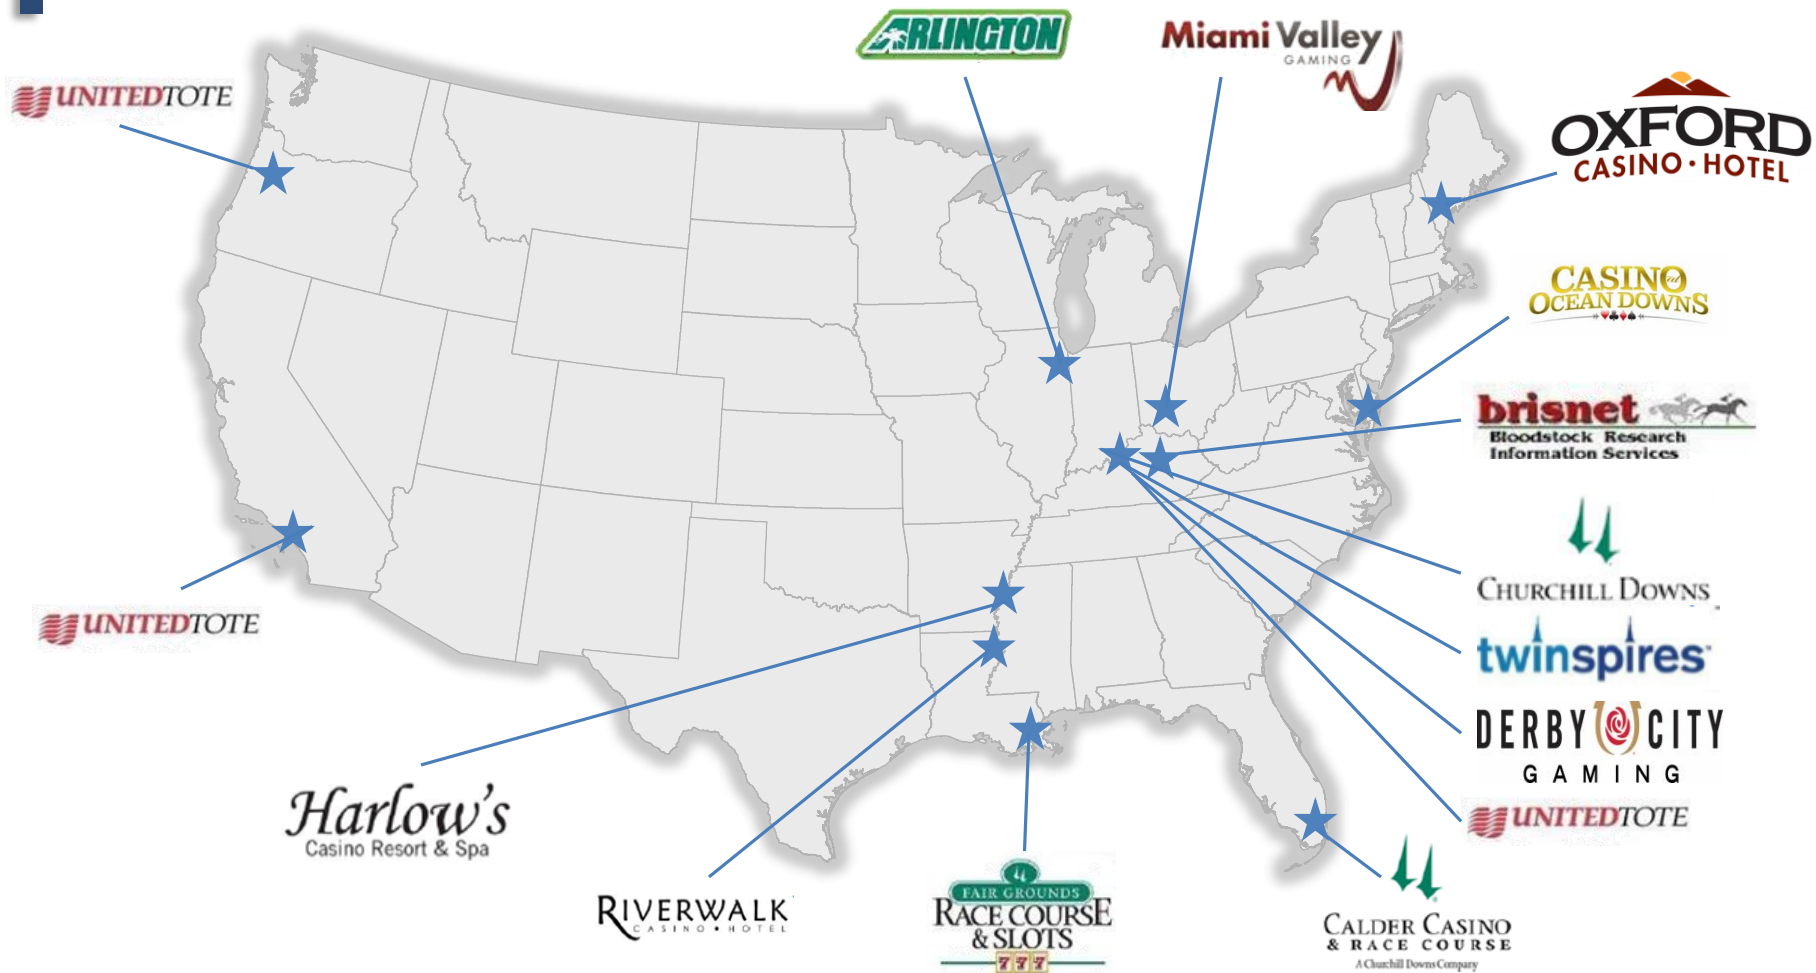 ARLINGTON
Miami Valley
GAMING
UNITEDTOTE
OXFORD
CASINO • HOTEL
CASINO at
OCEAN DOWNS
brisnet
Bloodstock Research
Information Services
CHURCHILL DOWNS
UNITEDTOTE
twinspires
DERBY CITY
GAMING
UNITEDTOTE
Harlow's
Casino Resort & Spa
RIVERWALK
CASINO • HOTEL
FAIR GROUNDS
RACE COURSE
& SLOTS
777
CALDER CASINO
& RACE COURSE
A Churchill Downs Company